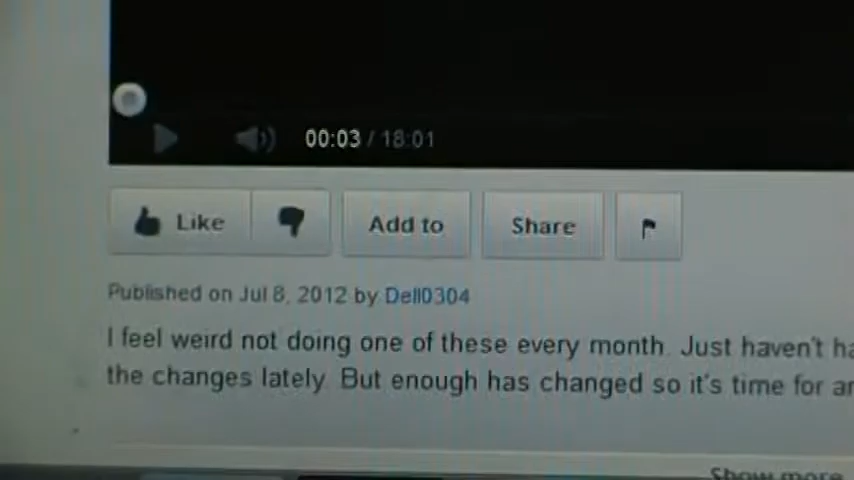 00:03 / 18:01
Like
Add to
Share
Published on Jul 8, 2012 by Dell0304
I feel weird not doing one of these every month. Just haven't
the changes lately. But enough has changed so it's time for
Show more